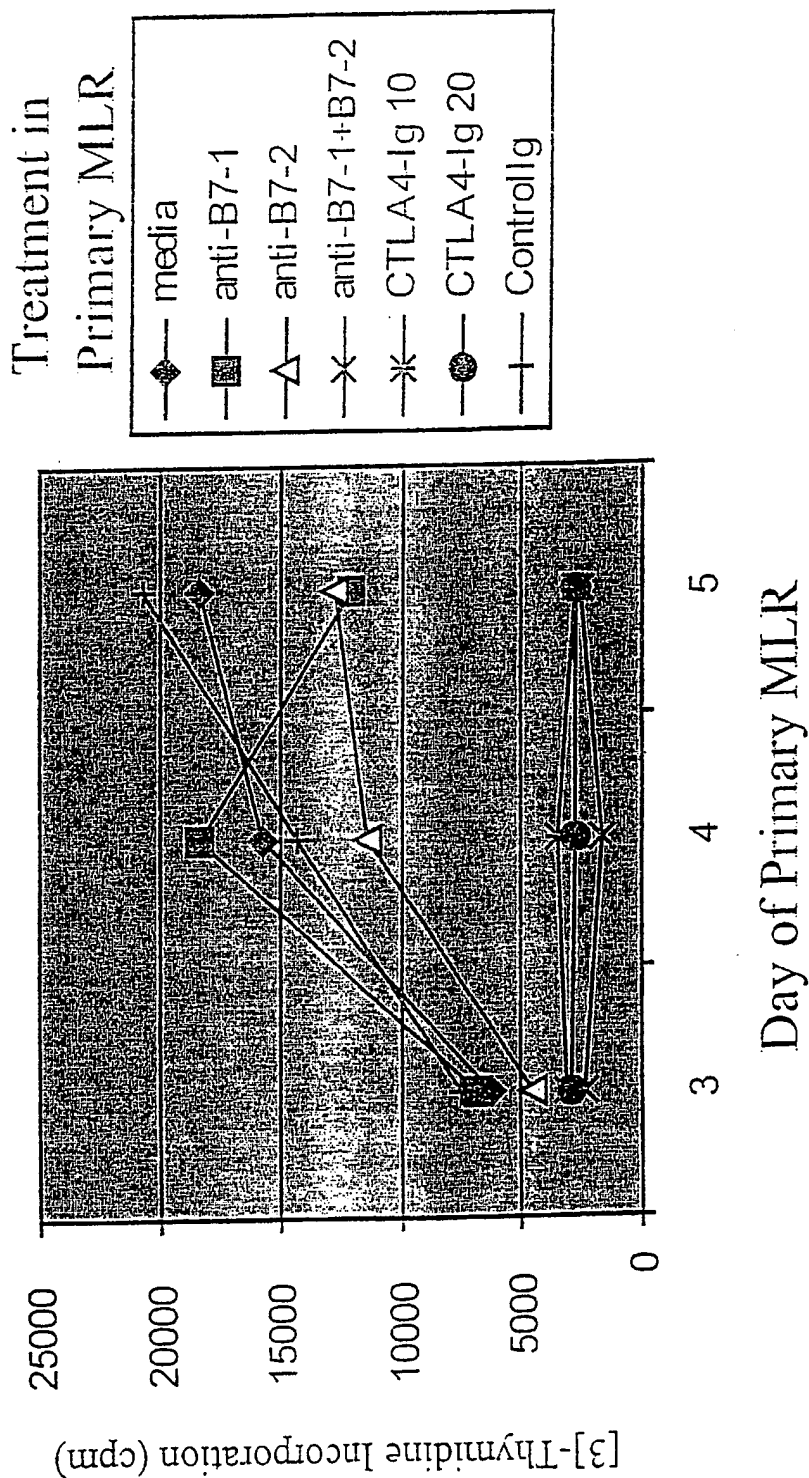 Treatment in
Primary MLR
media
anti-B7-1
anti-B7-2
anti-B7-1+B7-2
CTLA4-Ig 10
CTLA4-Ig 20
ControlIg
[3]-Thymidine Incorporation (cpm)
25000
20000
15000
10000
5000
0
3
4
5
Day of Primary MLR